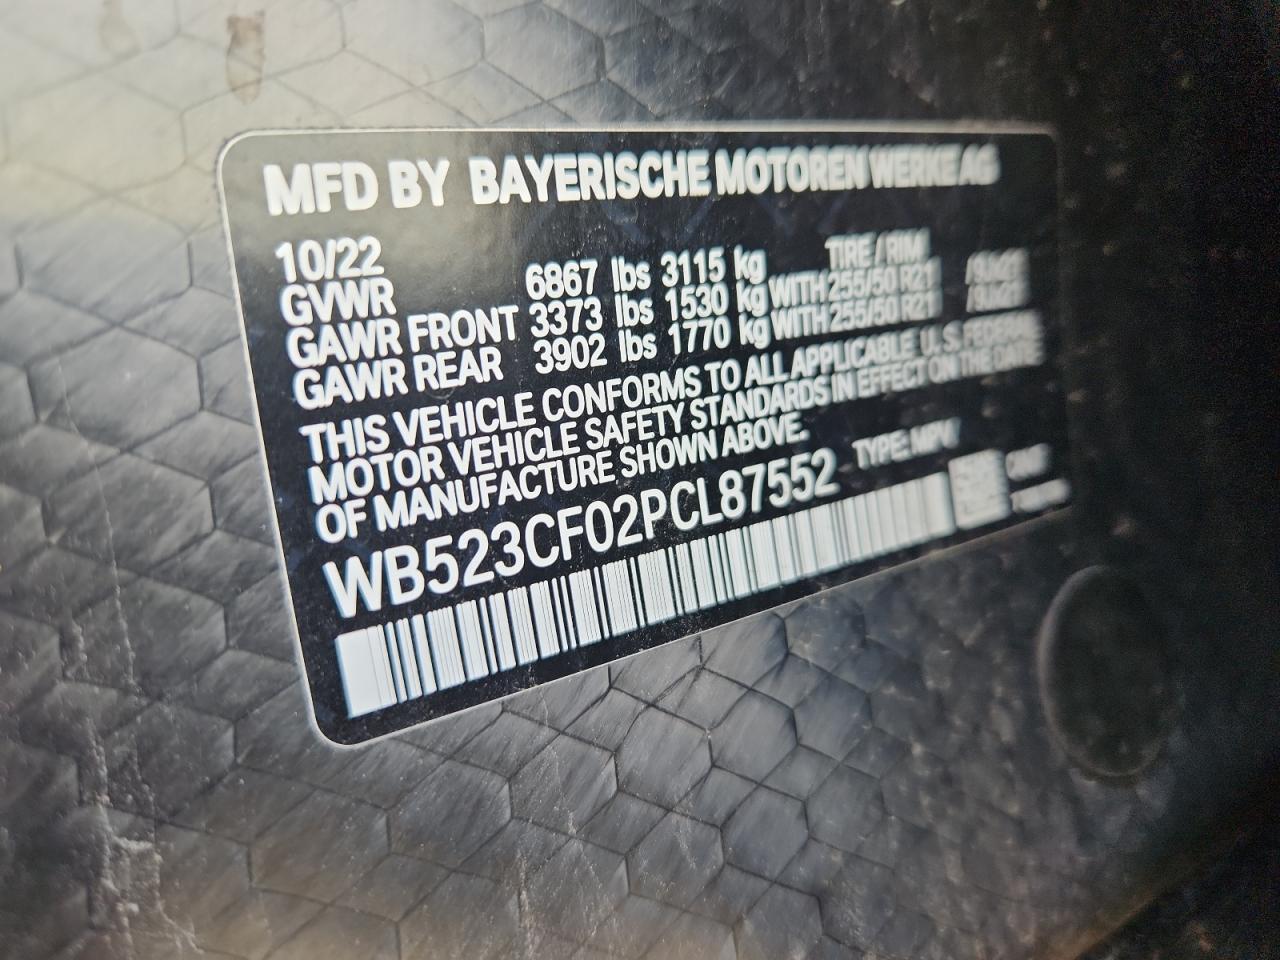 MFD BY BAYERISCHE MOTOREN WERKE AG
10/22 TIRE / RIM
GVWR 6867 lbs 3115 kg
GAWR FRONT 3373 lbs 1530 kg WITH 255/50 R21
GAWR REAR 3902 lbs 1770 kg WITH 255/50 R21
THIS VEHICLE CONFORMS TO ALL APPLICABLE U.S. FEDERAL
MOTOR VEHICLE SAFETY STANDARDS IN EFFECT ON THE DATE
OF MANUFACTURE SHOWN ABOVE.
WB523CF02PCL87552 TYPE: MPV